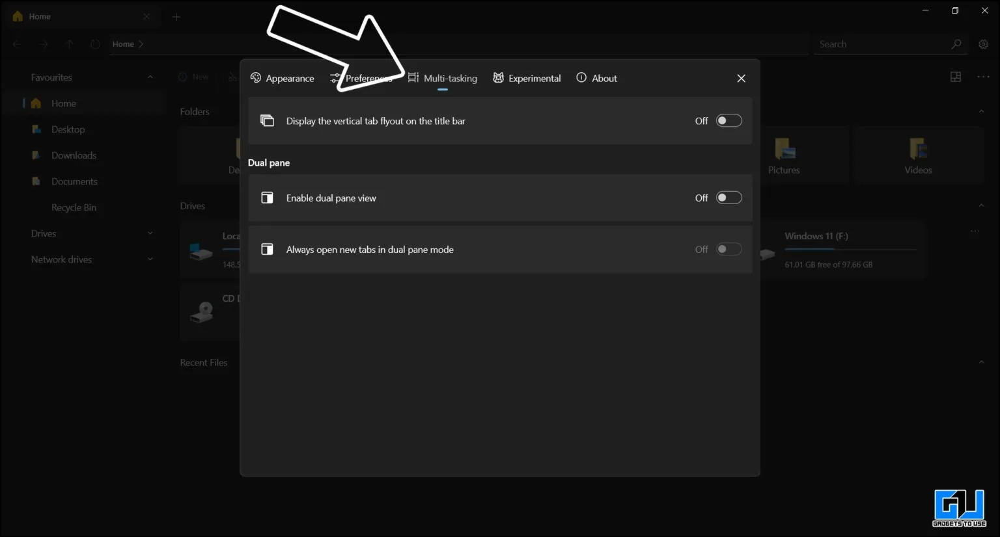 Home
Home
Search
Appearance
Preferences
Multi-tasking
Experimental
About
Favourites
New
Home
Desktop
Downloads
Documents
Recycle Bin
Drives
Network drives
Folders
Display the vertical tab flyout on the title bar
Off
Dual pane
Enable dual pane view
Off
Always open new tabs in dual pane mode
Off
Pictures
Videos
Drives
Loca
148.5
Windows 11 (F:)
61.01 GB free of 97.66 GB
CD D
Recent Files
GADGETS TO USE